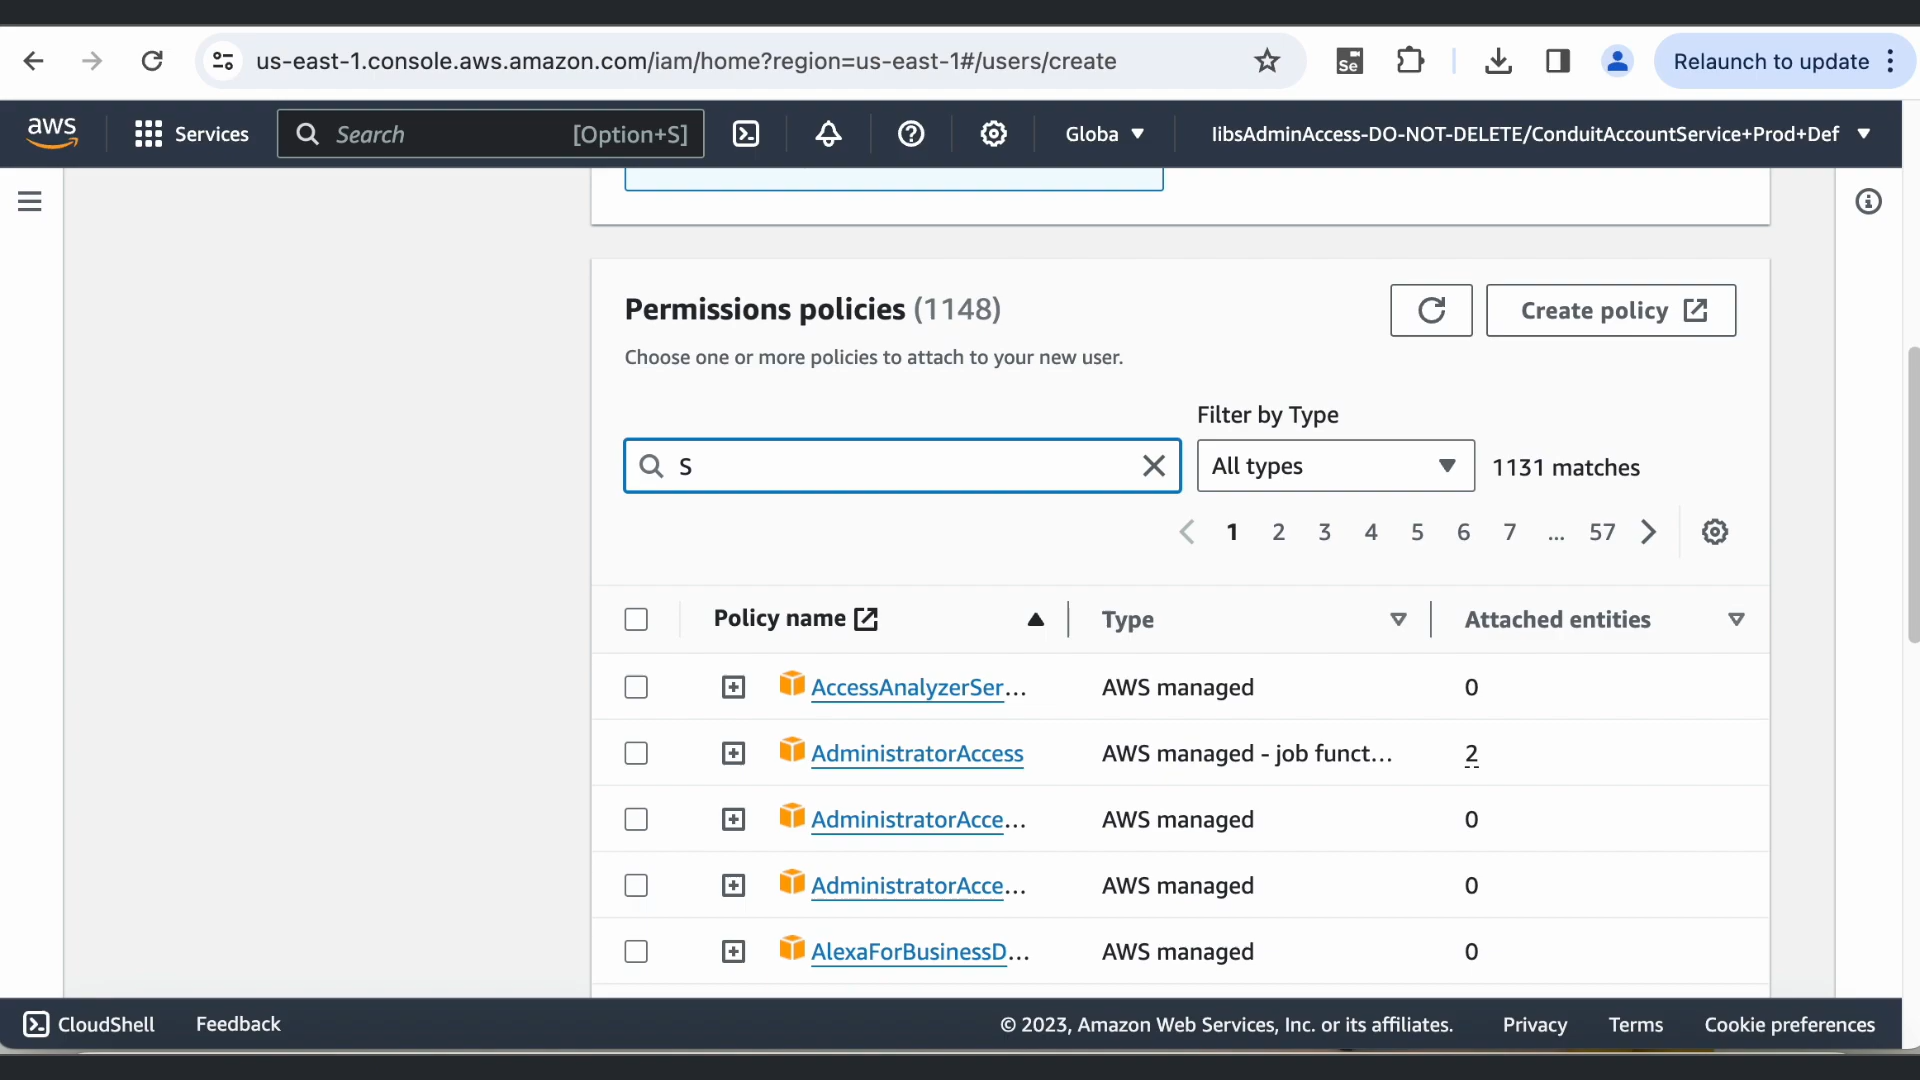 us-east-1.console.aws.amazon.com/iam/home?region=us-east-1#/users/create
Se
Relaunch to update
aws
Services
Search
[Option+S]
Globa
IibsAdminAccess-DO-NOT-DELETE/ConduitAccountService+Prod+Def
Permissions policies (1148)
Create policy
Choose one or more policies to attach to your new user.
Filter by Type
S
All types
1131 matches
1 2 3 4 5 6 7 ... 57
Policy name
Type
Attached entities
AccessAnalyzerSer... AWS managed 0
AdministratorAccess AWS managed - job funct... 2
AdministratorAcce... AWS managed 0
AdministratorAcce... AWS managed 0
AlexaForBusinessD... AWS managed 0
CloudShell
Feedback
© 2023, Amazon Web Services, Inc. or its affiliates.
Privacy
Terms
Cookie preferences